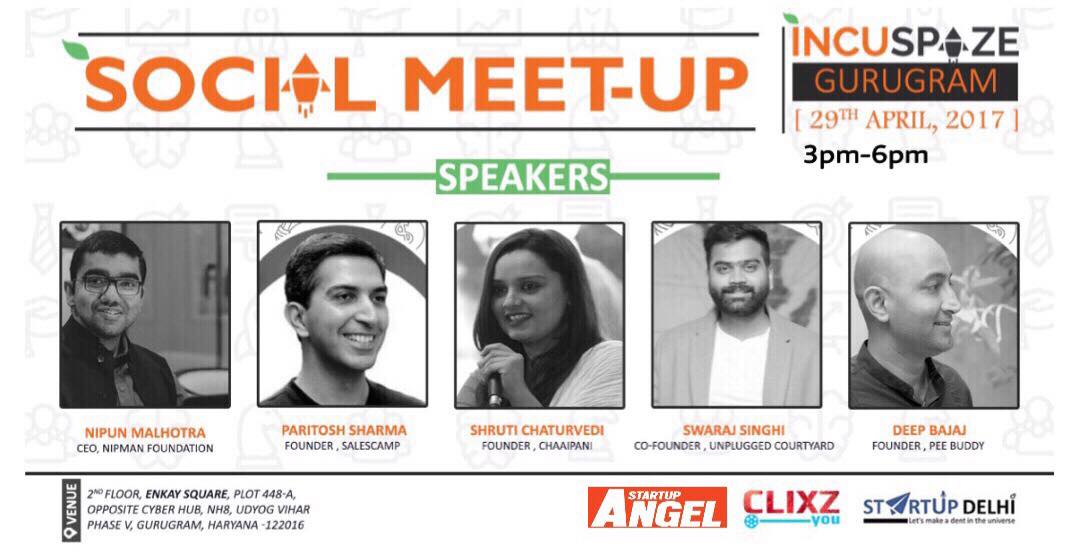 SOCIAL MEET-UP
INCUSPAZE
GURUGRAM
[ 29TH APRIL, 2017 ]
3pm-6pm
SPEAKERS
NIPUN MALHOTRA
CEO, NIPMAN FOUNDATION
PARITOSH SHARMA
FOUNDER , SALESCAMP
SHRUTI CHATURVEDI
FOUNDER , CHAAIPANI
SWARAJ SINGHI
CO-FOUNDER , UNPLUGGED COURTYARD
DEEP BAJAJ
FOUNDER , PEE BUDDY
VENUE
2ND FLOOR, ENKAY SQUARE, PLOT 448-A,
OPPOSITE CYBER HUB, NH8, UDYOG VIHAR
PHASE V, GURUGRAM, HARYANA -122016
STARTUP
ANGEL
CLIXZ
you
STARTUP DELHI
Let's make a dent in the universe